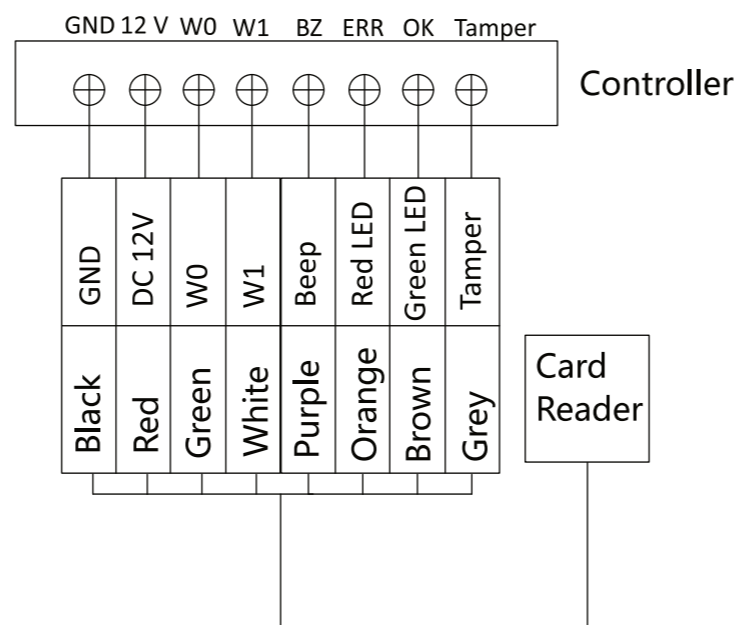 GND 12 V W0 W1 BZ ERR OK Tamper
Controller
GND
DC 12V
W0
W1
Beep
Red LED
Green LED
Tamper
Black
Red
Green
White
Purple
Orange
Brown
Grey
Card
Reader